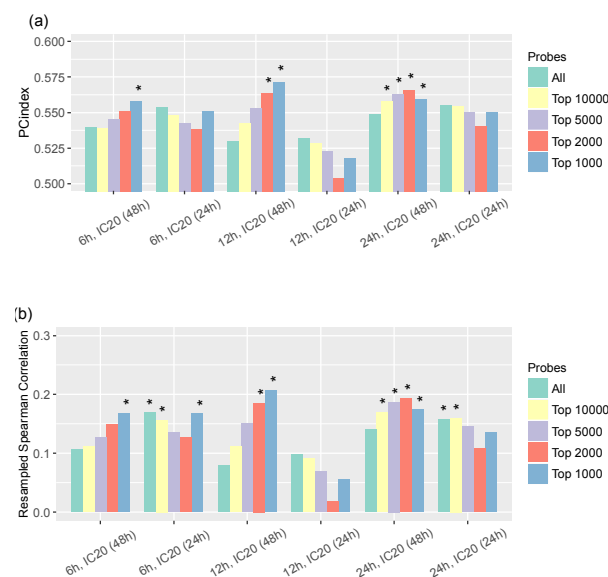 (a)
0.600
0.575
0.550
0.525
0.500
PCindex
* * * * * * *
6h, IC20 (48h)
6h, IC20 (24h)
12h, IC20 (48h)
12h, IC20 (24h)
24h, IC20 (48h)
24h, IC20 (24h)
Probes
All
Top 10000
Top 5000
Top 2000
Top 1000
(b)
0.3
0.2
0.1
0.0
Resampled Spearman Correlation
* * * * * * * * * * * *
6h, IC20 (48h)
6h, IC20 (24h)
12h, IC20 (48h)
12h, IC20 (24h)
24h, IC20 (48h)
24h, IC20 (24h)
Probes
All
Top 10000
Top 5000
Top 2000
Top 1000